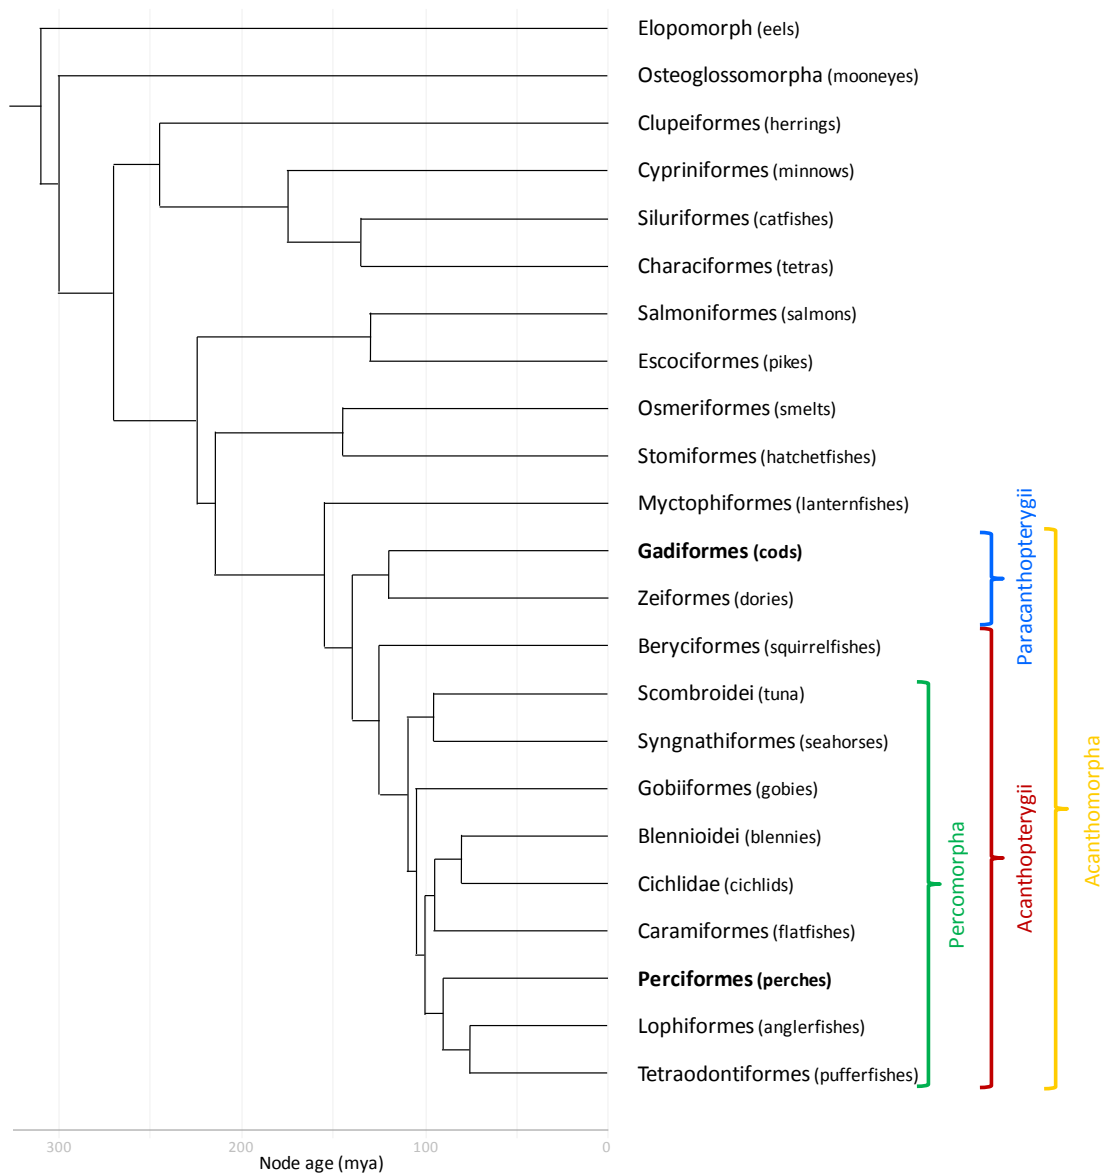 Elopomorph (eels)
Osteoglossomorpha (mooneyes)
Clupeiformes (herrings)
Cypriniformes (minnows)
Siluriformes (catfishes)
Characiformes (tetras)
Salmoniformes (salmons)
Escociformes (pikes)
Osmeriformes (smelts)
Stomiformes (hatchetfishes)
Myctophiformes (lanternfishes)
Gadiformes (cods)
Zeiformes (dories)
Beryciformes (squirrelfishes)
Scombroidei (tuna)
Syngnathiformes (seahorses)
Gobiiformes (gobies)
Blennioidei (blennies)
Cichlidae (cichlids)
Caramiformes (flatfishes)
Perciformes (perches)
Lophiformes (anglerfishes)
Tetraodontiformes (pufferfishes)
Percomorpha
Paracanthopterygii
Acanthopterygii
Acanthomorpha
300 200 100 0
Node age (mya)